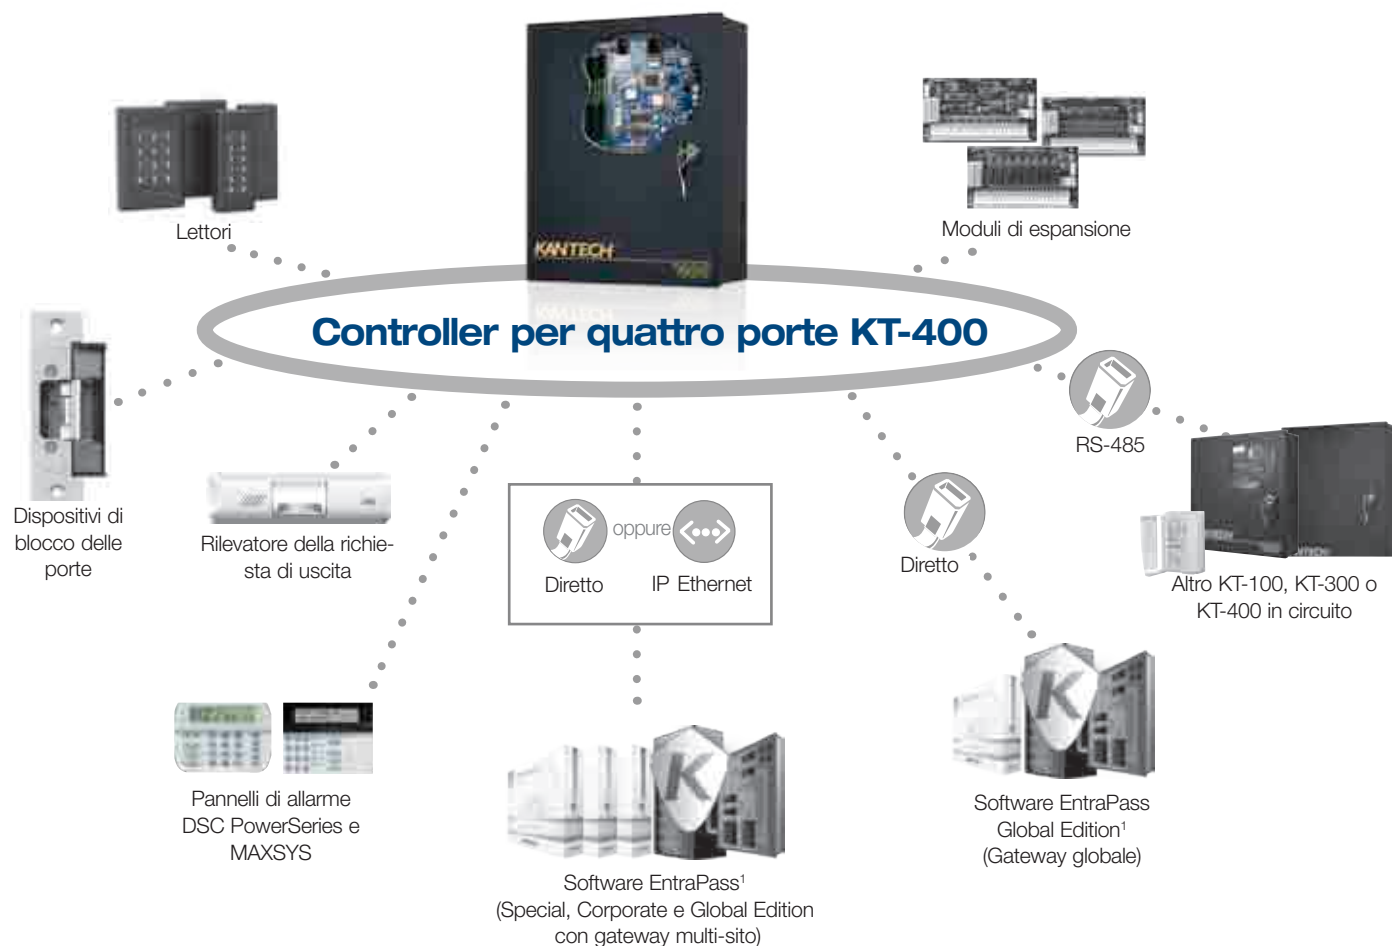 KANTECH
Lettori
Moduli di espansione
Controller per quattro porte KT-400
RS-485
Dispositivi di
blocco delle
porte
Rilevatore della richie-
sta di uscita
oppure
Diretto
IP Ethernet
Diretto
Altro KT-100, KT-300 o
KT-400 in circuito
Pannelli di allarme
DSC PowerSeries e
MAXSYS
K
Software EntraPass¹
(Special, Corporate e Global Edition
con gateway multi-sito)
K
Software EntraPass
Global Edition¹
(Gateway globale)